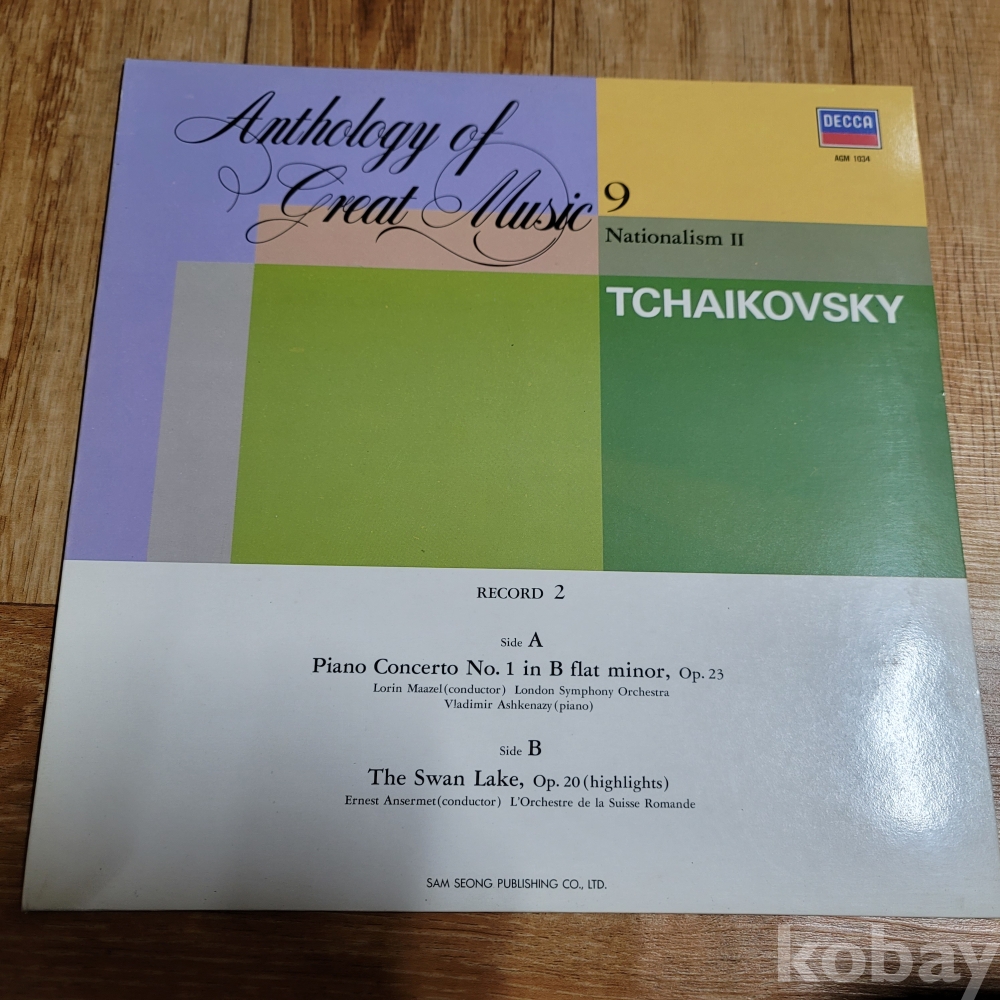 Anthology of
Great Music 9
DECCA
AGM 1034
Nationalism II
TCHAIKOVSKY
RECORD 2
Side A
Piano Concerto No. 1 in B flat minor, Op. 23
Lorin Maazel(conductor) London Symphony Orchestra
Vladimir Ashkenazy(piano)
Side B
The Swan Lake, Op. 20(highlights)
Ernest Ansermet(conductor) L'Orchestre de la Suisse Romande
SAM SEONG PUBLISHING CO., LTD.
kobay